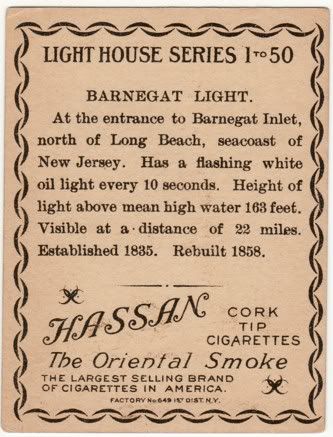 LIGHT HOUSE SERIES 1 TO 50
BARNEGAT LIGHT.
At the entrance to Barnegat Inlet,
north of Long Beach, seacoast of
New Jersey. Has a flashing white
oil light every 10 seconds. Height of
light above mean high water 163 feet.
Visible at a distance of 22 miles.
Established 1835. Rebuilt 1858.
HASSAN
CORK
TIP
CIGARETTES
The Oriental Smoke
THE LARGEST SELLING BRAND
OF CIGARETTES IN AMERICA.
FACTORY No 649 1ST DIST. N.Y.